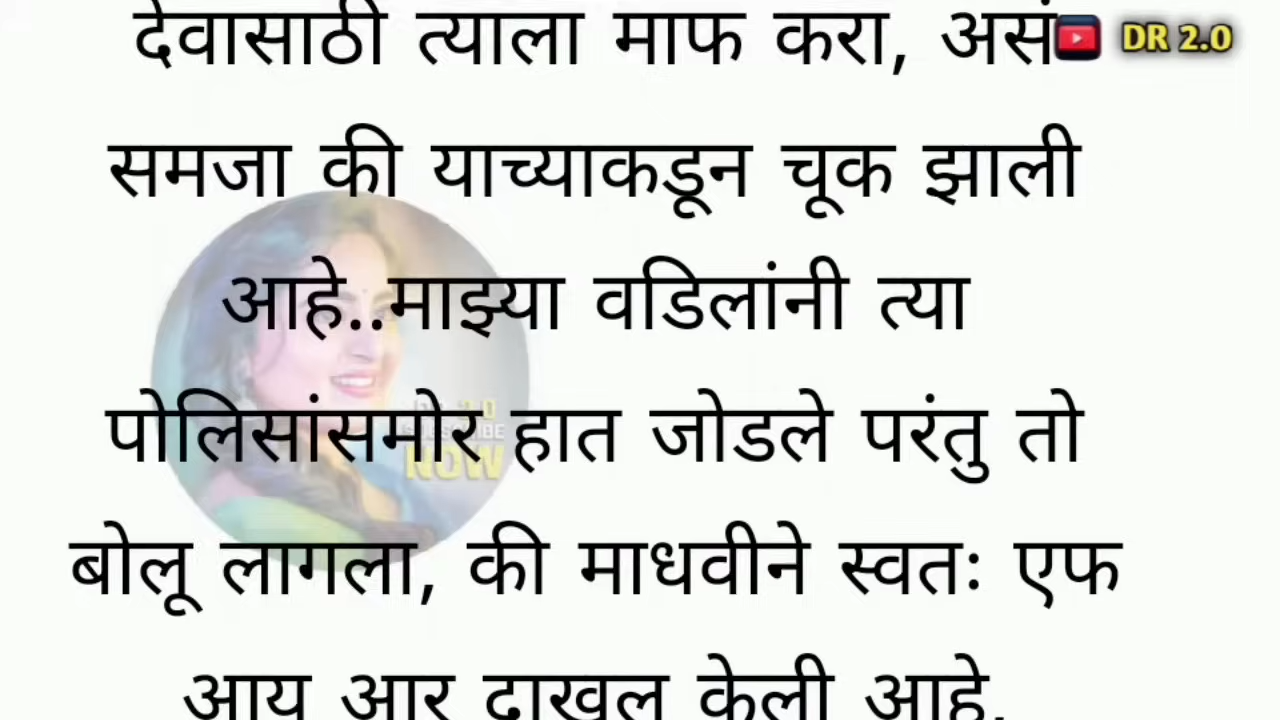 देवासाठी त्याला माफ करा, असं
DR 2.0
समजा की याच्याकडून चूक झाली
आहे..माझ्या वडिलांनी त्या
पोलिसांसमोर हात जोडले परंतु तो
NOW
बोलू लागला, की माधवीने स्वतः एफ
आय आर दाखल केली आहे.